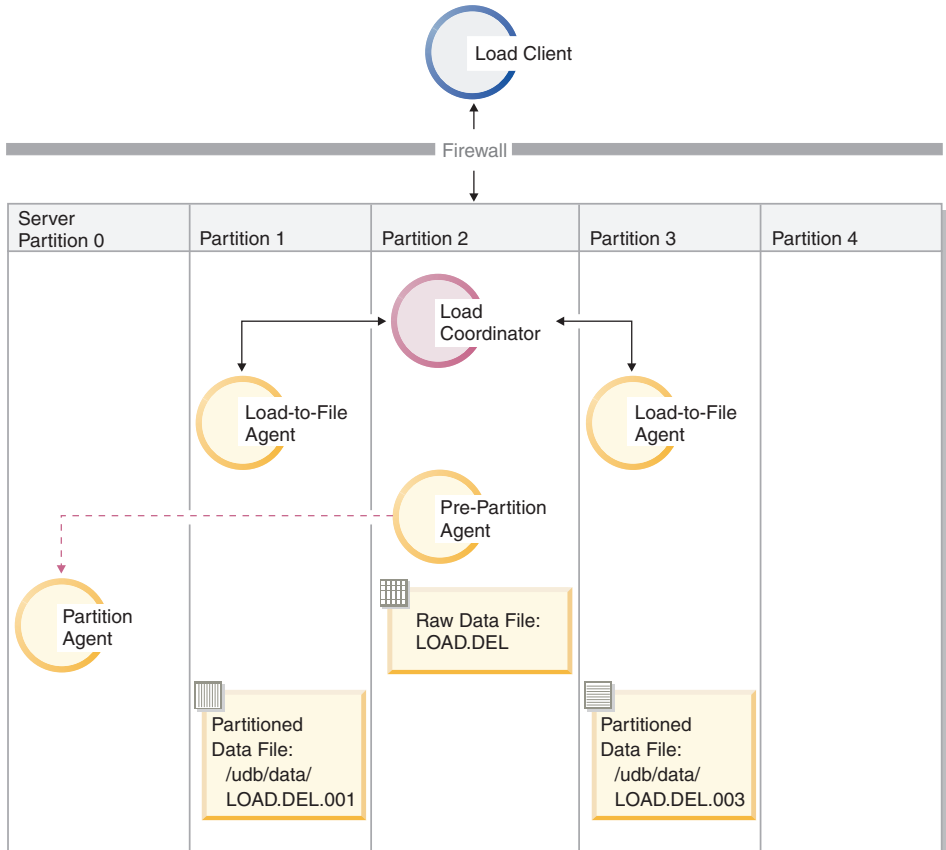 Load Client
Firewall
Server
Partition 0
Partition 1
Partition 2
Partition 3
Partition 4
Load
Coordinator
Load-to-File
Agent
Load-to-File
Agent
Pre-Partition
Agent
Partition
Agent
Raw Data File:
LOAD.DEL
Partitioned
Data File:
/udb/data/
LOAD.DEL.001
Partitioned
Data File:
/udb/data/
LOAD.DEL.003